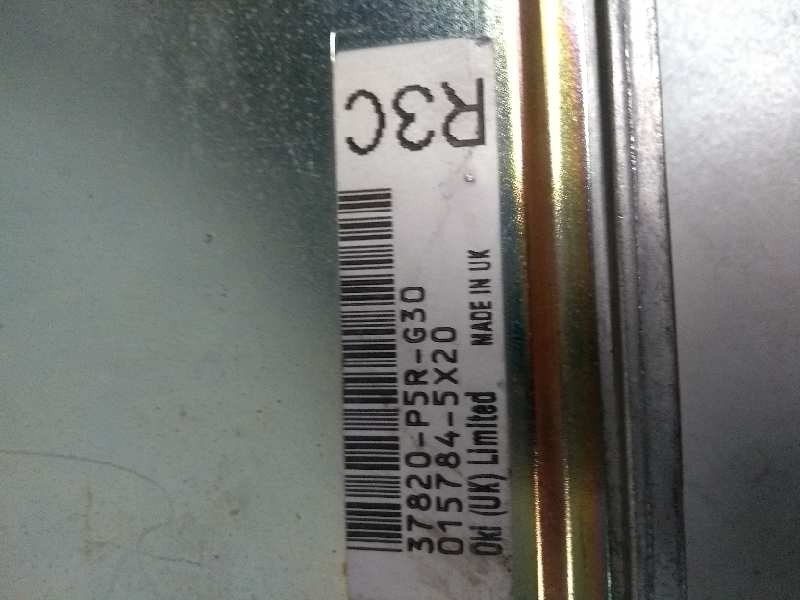 R3C
37820-P5R-G30
015784-5X20
Oki (UK) Limited MADE IN UK